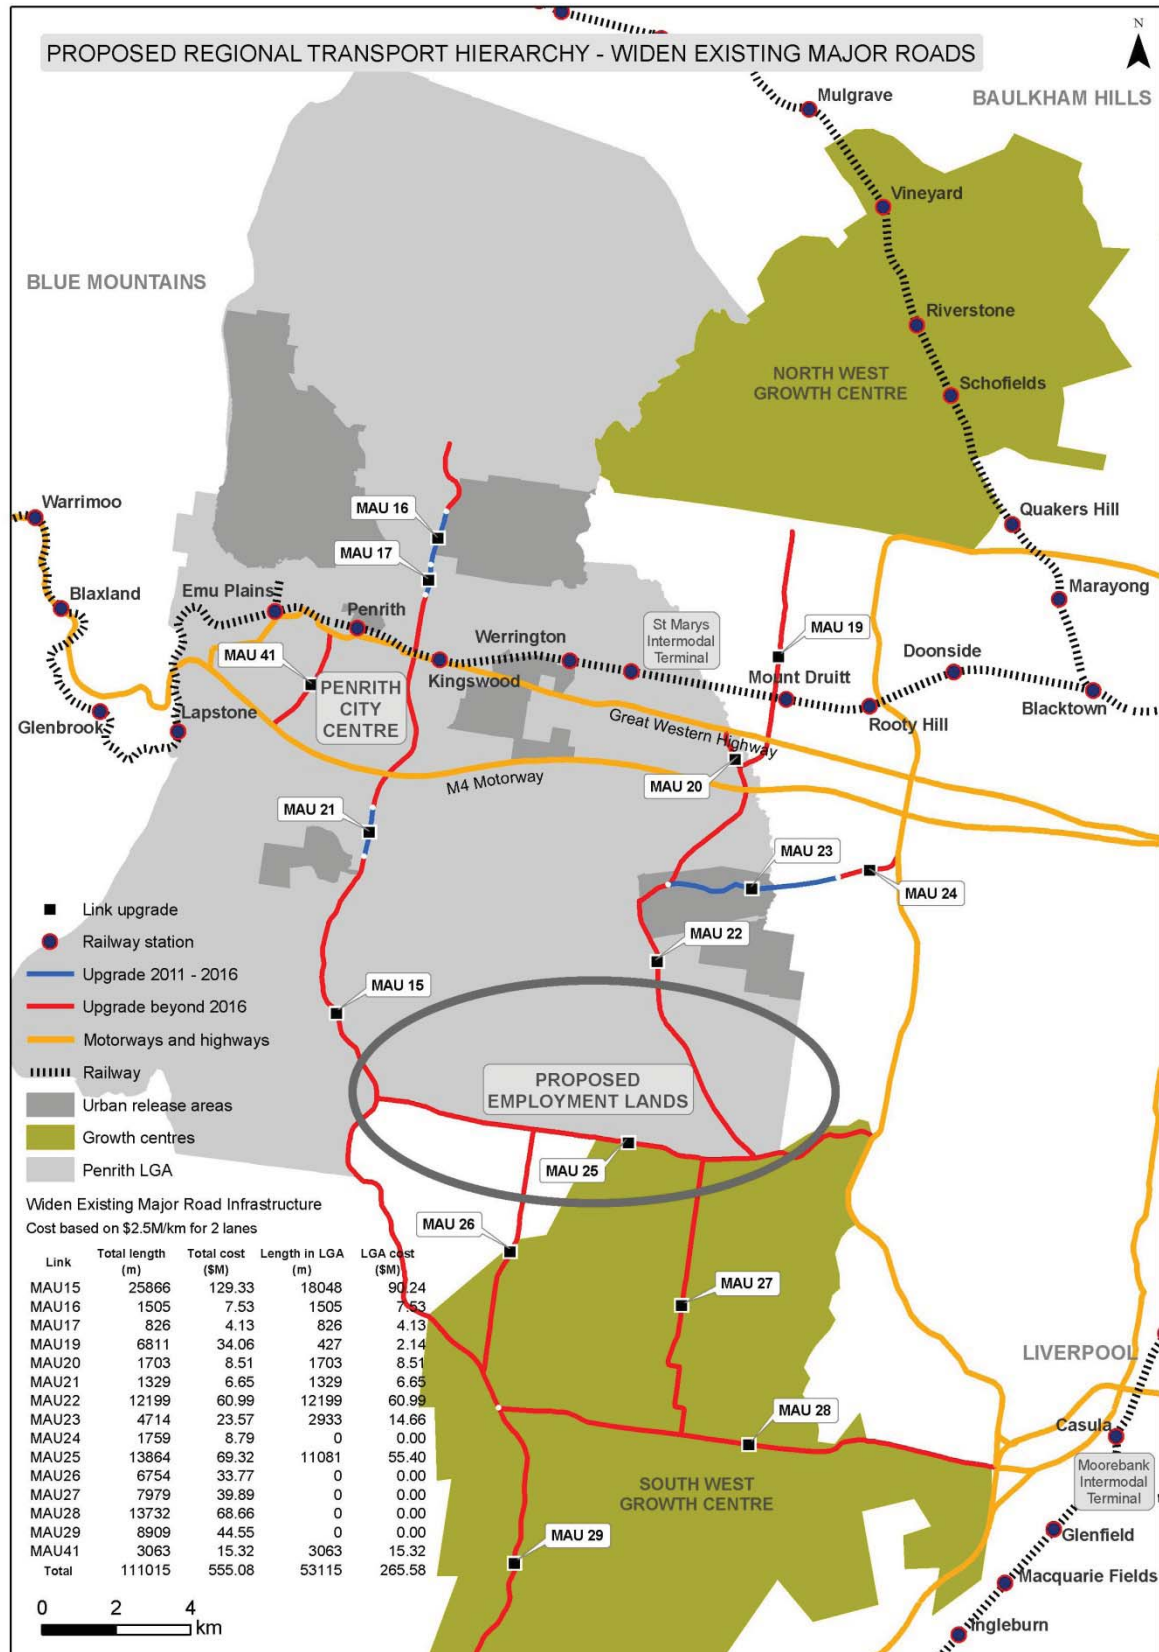 N
PROPOSED REGIONAL TRANSPORT HIERARCHY - WIDEN EXISTING MAJOR ROADS
Mulgrave
BAULKHAM HILLS
Vineyard
BLUE MOUNTAINS
Riverstone
NORTH WEST
GROWTH CENTRE
Schofields
Warrimoo
MAU 16
Quakers Hill
MAU 17
Blaxland
Emu Plains
Marayong
Penrith
St Marys
Intermodal
Terminal
Werrington
MAU 19
MAU 41
Doonside
Kingswood
Mount Druitt
PENRITH
CITY
CENTRE
Glenbrook
Lapstone
Rooty Hill
Blacktown
Great Western Highway
M4 Motorway
MAU 20
MAU 21
MAU 23
MAU 24
Link upgrade
Railway station
MAU 22
Upgrade 2011 - 2016
MAU 15
Upgrade beyond 2016
Motorways and highways
Railway
PROPOSED
EMPLOYMENT LANDS
Urban release areas
Growth centres
MAU 25
Penrith LGA
Widen Existing Major Road Infrastructure
Cost based on $2.5M/km for 2 lanes
MAU 26
Link Total length (m) Total cost ($M) Length in LGA (m) LGA cost ($M)
MAU15 25866 129.33 18048 90.24
MAU16 1505 7.53 1505 7.53
MAU17 826 4.13 826 4.13
MAU19 6811 34.06 427 2.14
MAU20 1703 8.51 1703 8.51
MAU21 1329 6.65 1329 6.65
MAU22 12199 60.99 12199 60.99
MAU23 4714 23.57 2933 14.66
MAU24 1759 8.79 0 0.00
MAU25 13864 69.32 11081 55.40
MAU26 6754 33.77 0 0.00
MAU27 7979 39.89 0 0.00
MAU28 13732 68.66 0 0.00
MAU29 8909 44.55 0 0.00
MAU41 3063 15.32 3063 15.32
Total 111015 555.08 53115 265.58
MAU 27
LIVERPOOL
MAU 28
Casula
Moorebank
Intermodal
Terminal
SOUTH WEST
GROWTH CENTRE
Glenfield
MAU 29
Macquarie Fields
Ingleburn
0 2 4
km